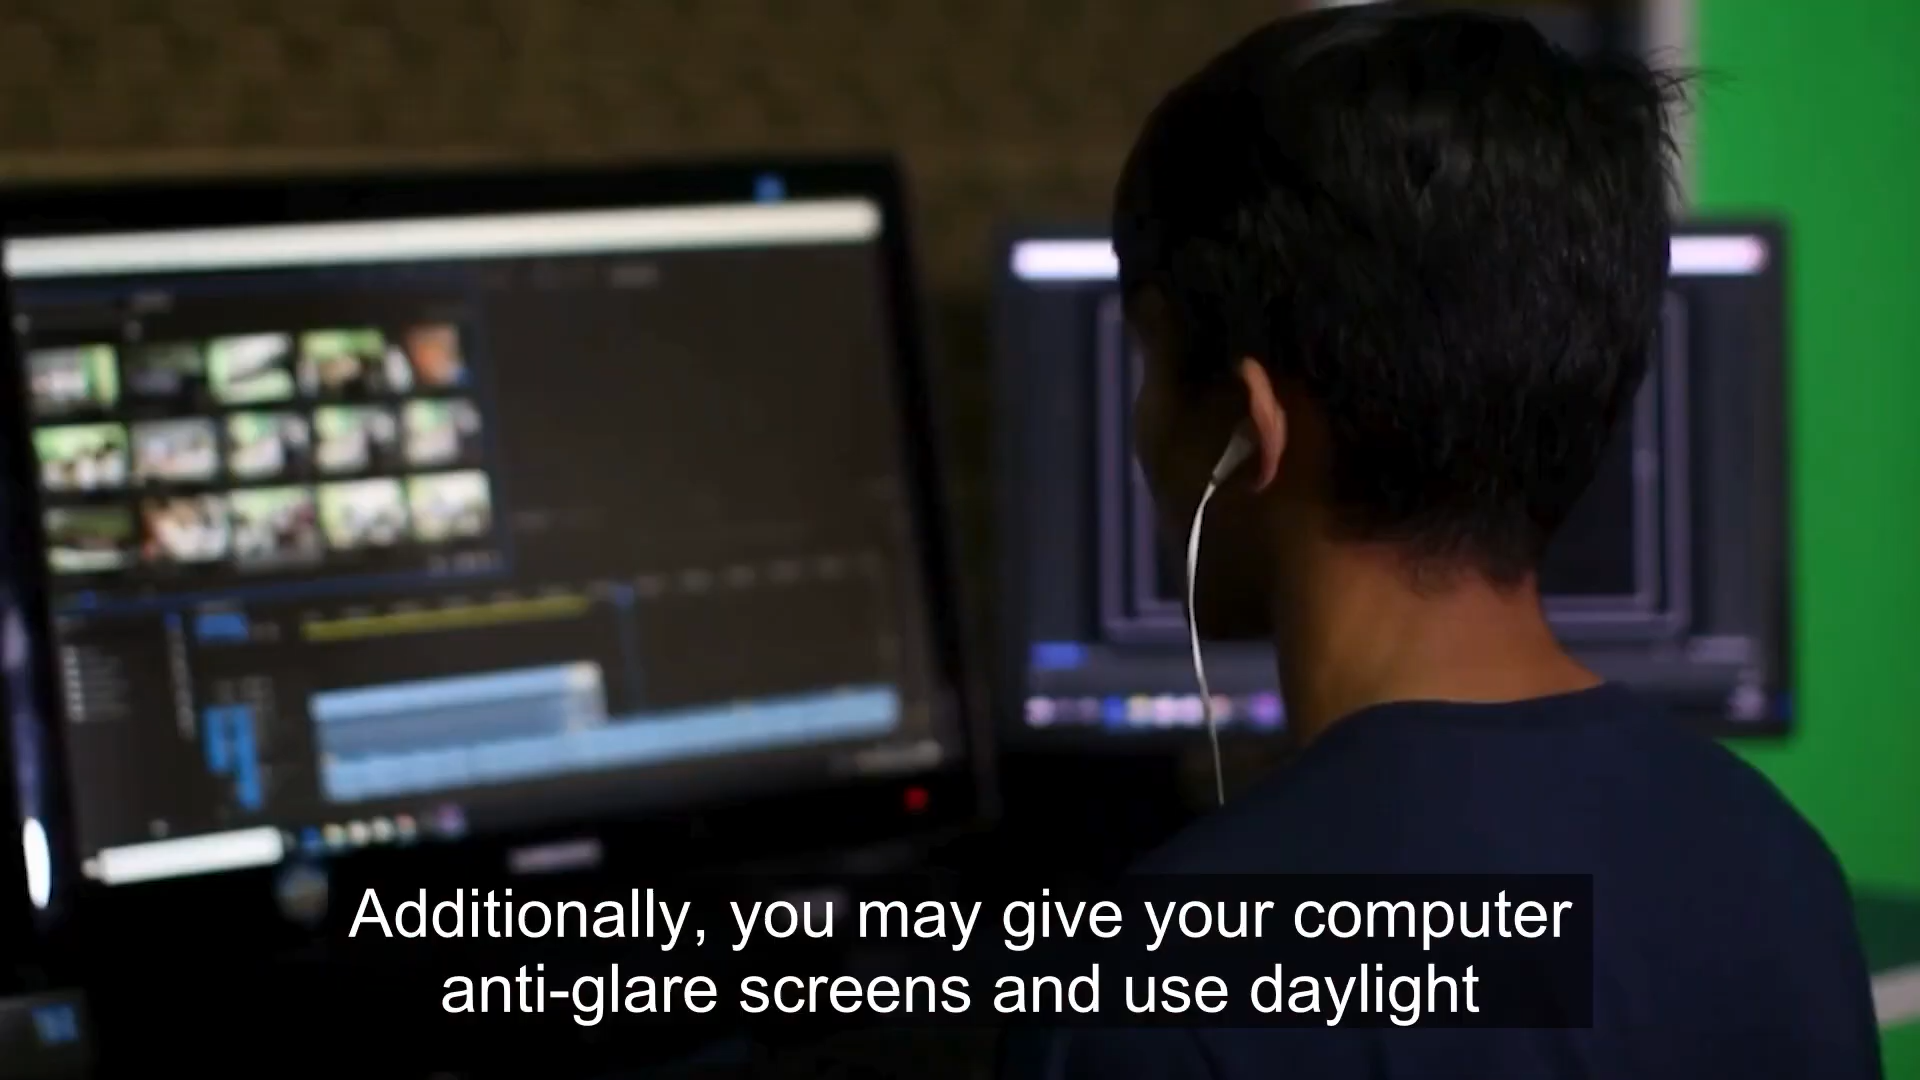 Additionally, you may give your computer
anti-glare screens and use daylight